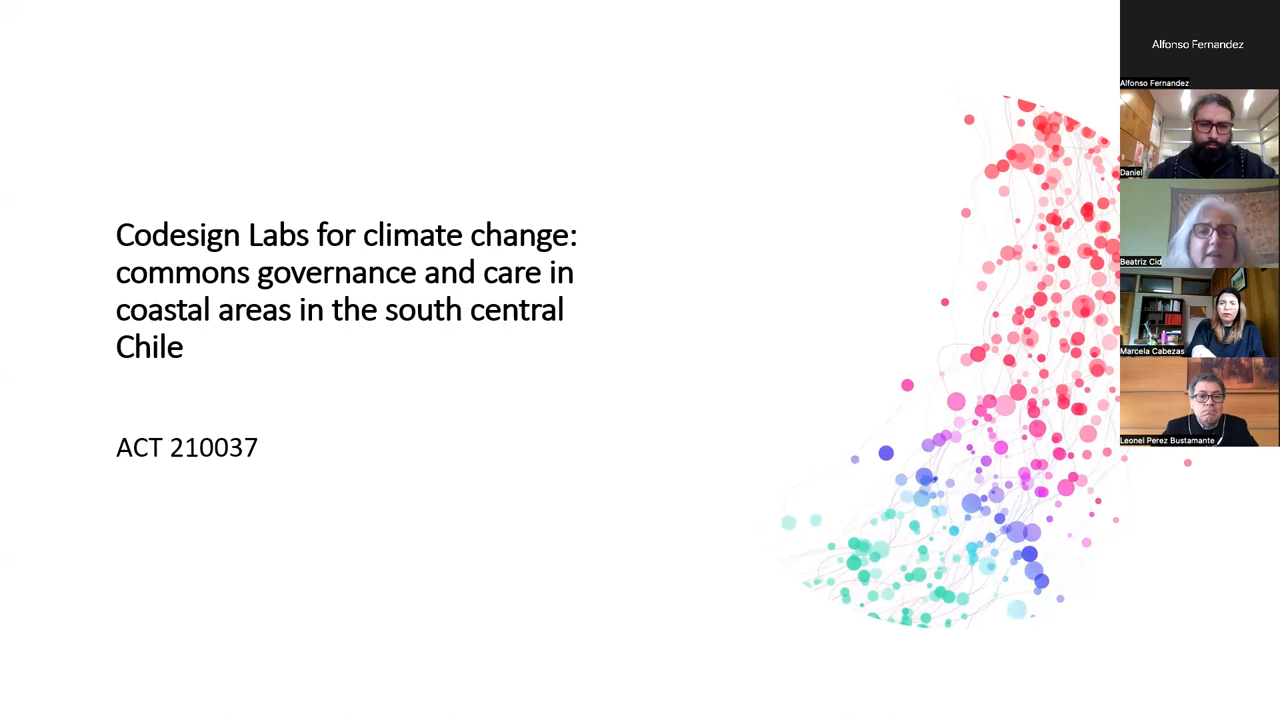 Codesign Labs for climate change:
commons governance and care in
coastal areas in the south central
Chile
ACT 210037
Alfonso Fernandez
Alfonso Fernandez
Daniel
Beatriz Cid
Marcela Cabezas
Leonel Perez Bustamante